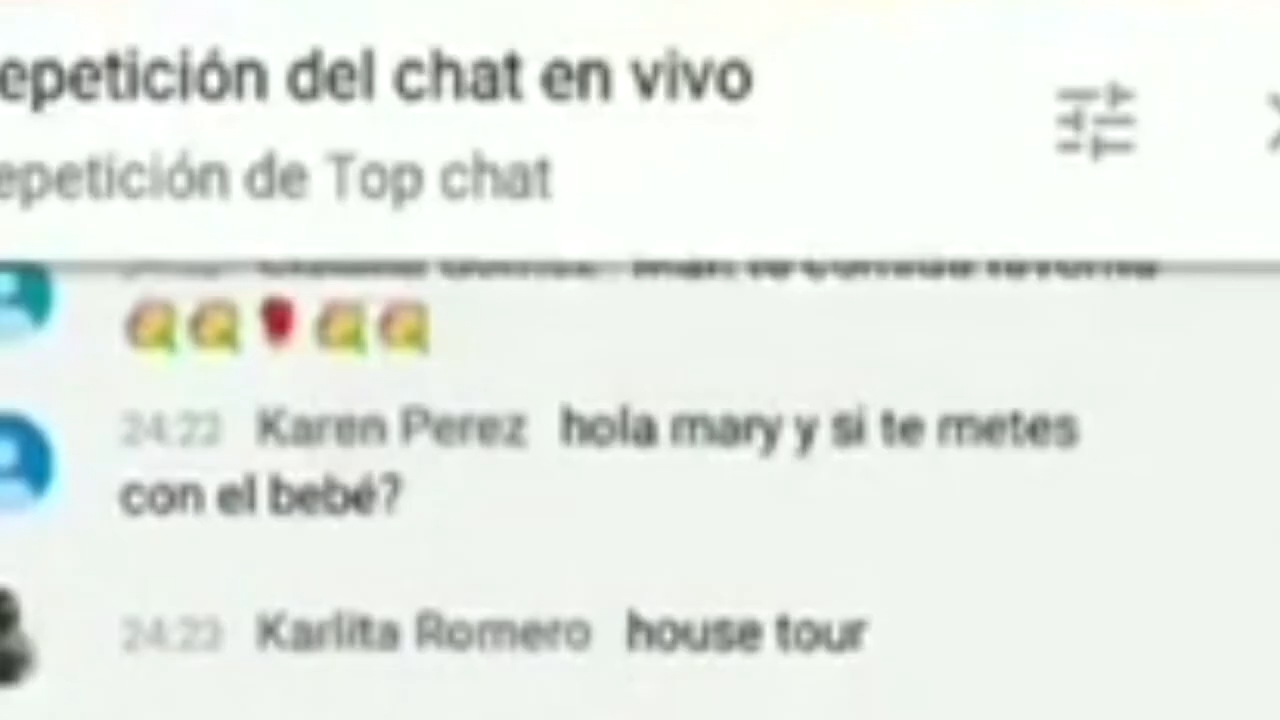 epetición del chat en vivo
epetición de Top chat
24:22 Karen Perez hola mary y si te metes
con el bebé?
24:23 Karlita Romero house tour